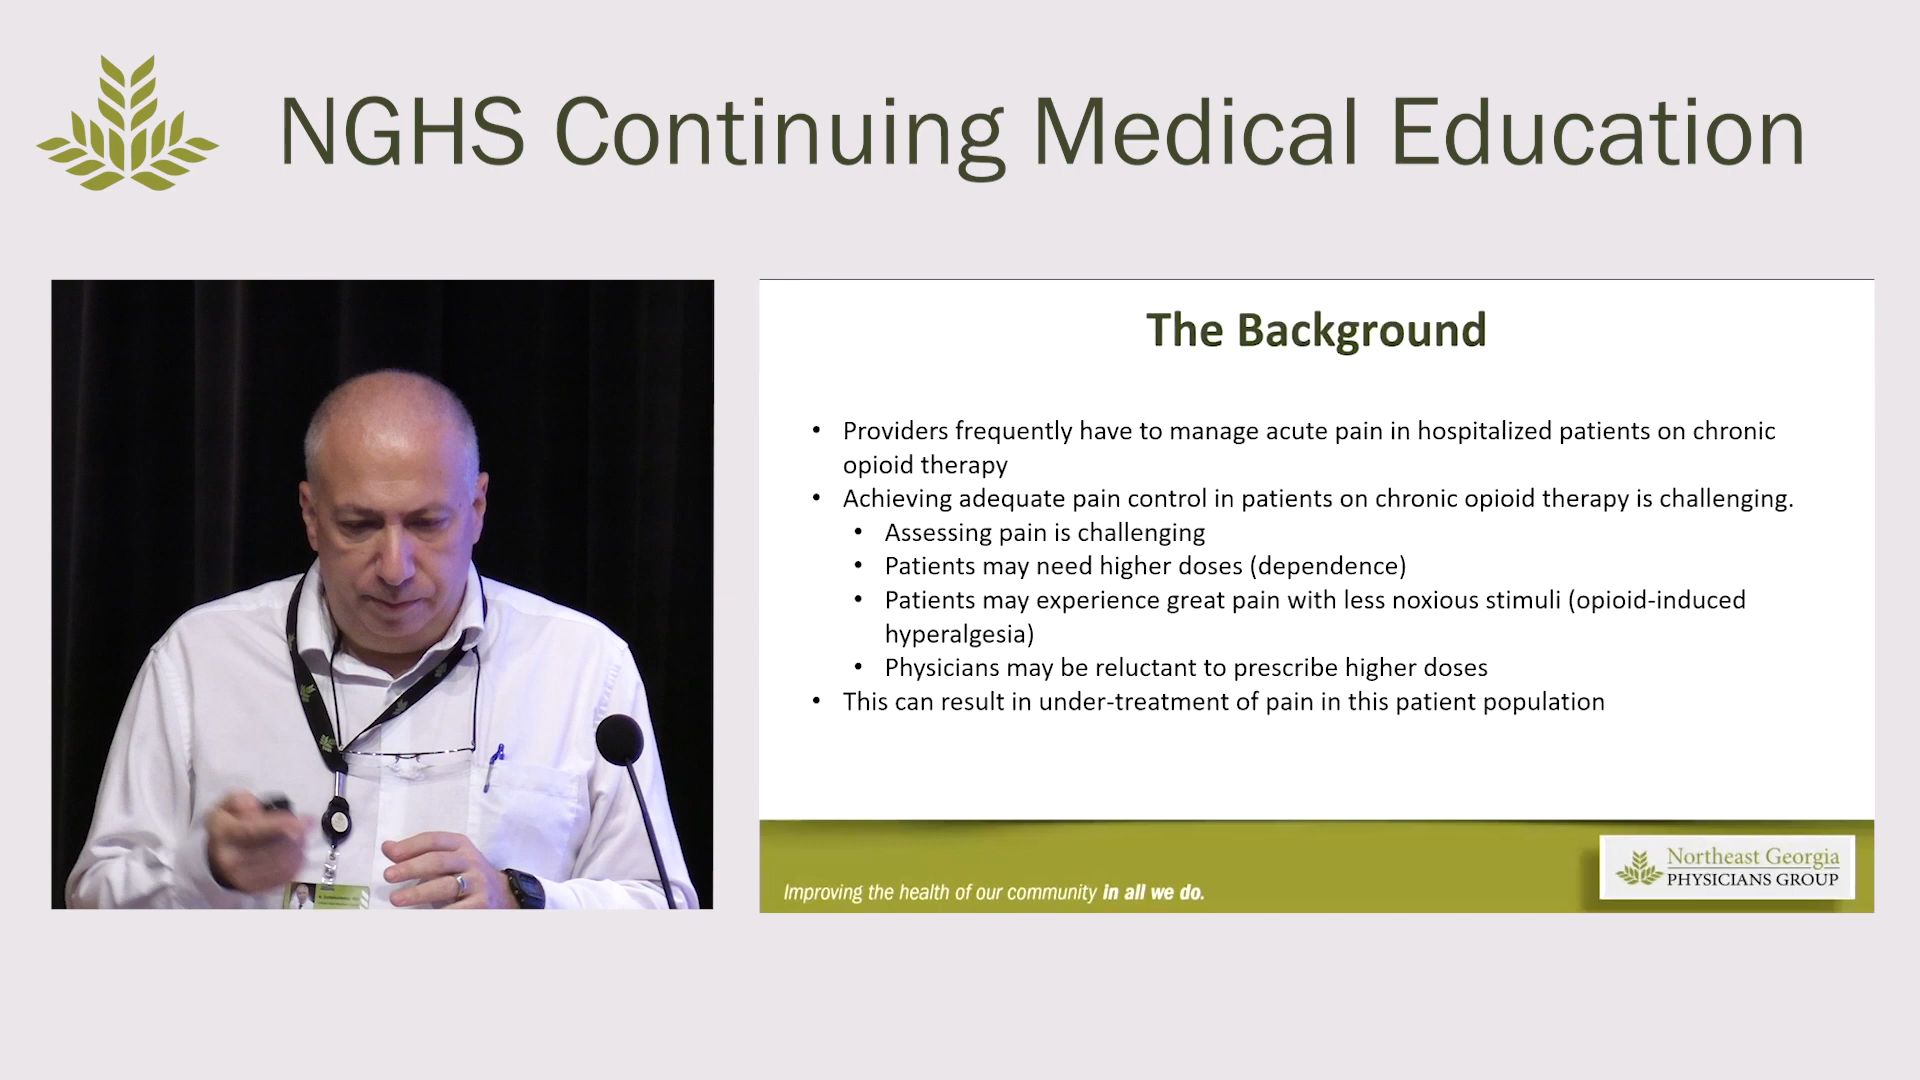 NGHS Continuing Medical Education
The Background
• Providers frequently have to manage acute pain in hospitalized patients on chronic
opioid therapy
• Achieving adequate pain control in patients on chronic opioid therapy is challenging.
• Assessing pain is challenging
• Patients may need higher doses (dependence)
• Patients may experience great pain with less noxious stimuli (opioid-induced
hyperalgesia)
• Physicians may be reluctant to prescribe higher doses
• This can result in under-treatment of pain in this patient population
Improving the health of our community in all we do.
Northeast Georgia
PHYSICIANS GROUP